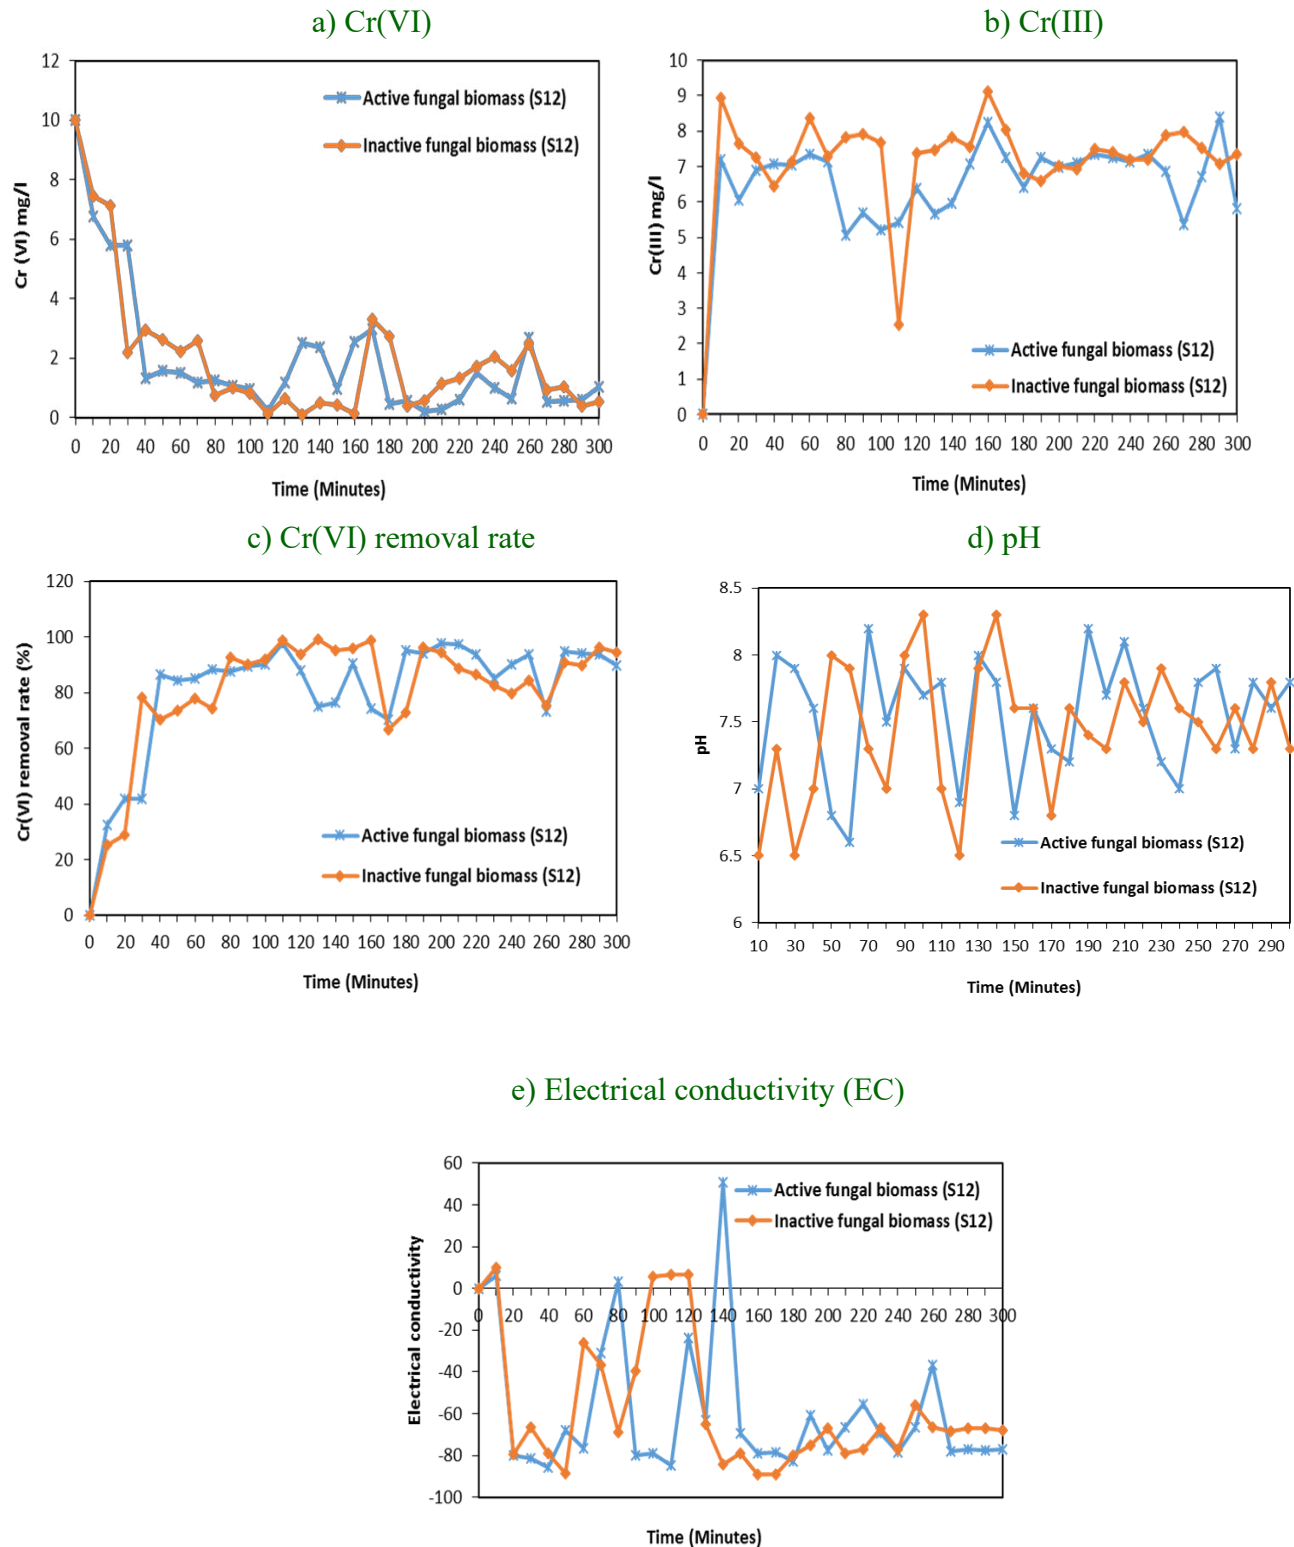 a) Cr(VI)
b) Cr(III)
12
10
8
6
4
2
0
Cr (VI) mg/l
Active fungal biomass (S12)
Inactive fungal biomass (S12)
0 20 40 60 80 100 120 140 160 180 200 220 240 260 280 300
Time (Minutes)
10
9
8
7
6
5
4
3
2
1
0
Cr(III) mg/l
Active fungal biomass (S12)
Inactive fungal biomass (S12)
0 20 40 60 80 100 120 140 160 180 200 220 240 260 280 300
Time (Minutes)
c) Cr(VI) removal rate
d) pH
120
100
80
60
40
20
0
Cr(VI) removal rate (%)
Active fungal biomass (S12)
Inactive fungal biomass (S12)
0 20 40 60 80 100 120 140 160 180 200 220 240 260 280 300
Time (Minutes)
8.5
8
7.5
7
6.5
6
pH
Active fungal biomass (S12)
Inactive fungal biomass (S12)
10 30 50 70 90 110 130 150 170 190 210 230 250 270 290
Time (Minutes)
e) Electrical conductivity (EC)
60
40
20
0
-20
-40
-60
-80
-100
Electrical conductivity
Active fungal biomass (S12)
Inactive fungal biomass (S12)
0 20 40 60 80 100 120 140 160 180 200 220 240 260 280 300
Time (Minutes)